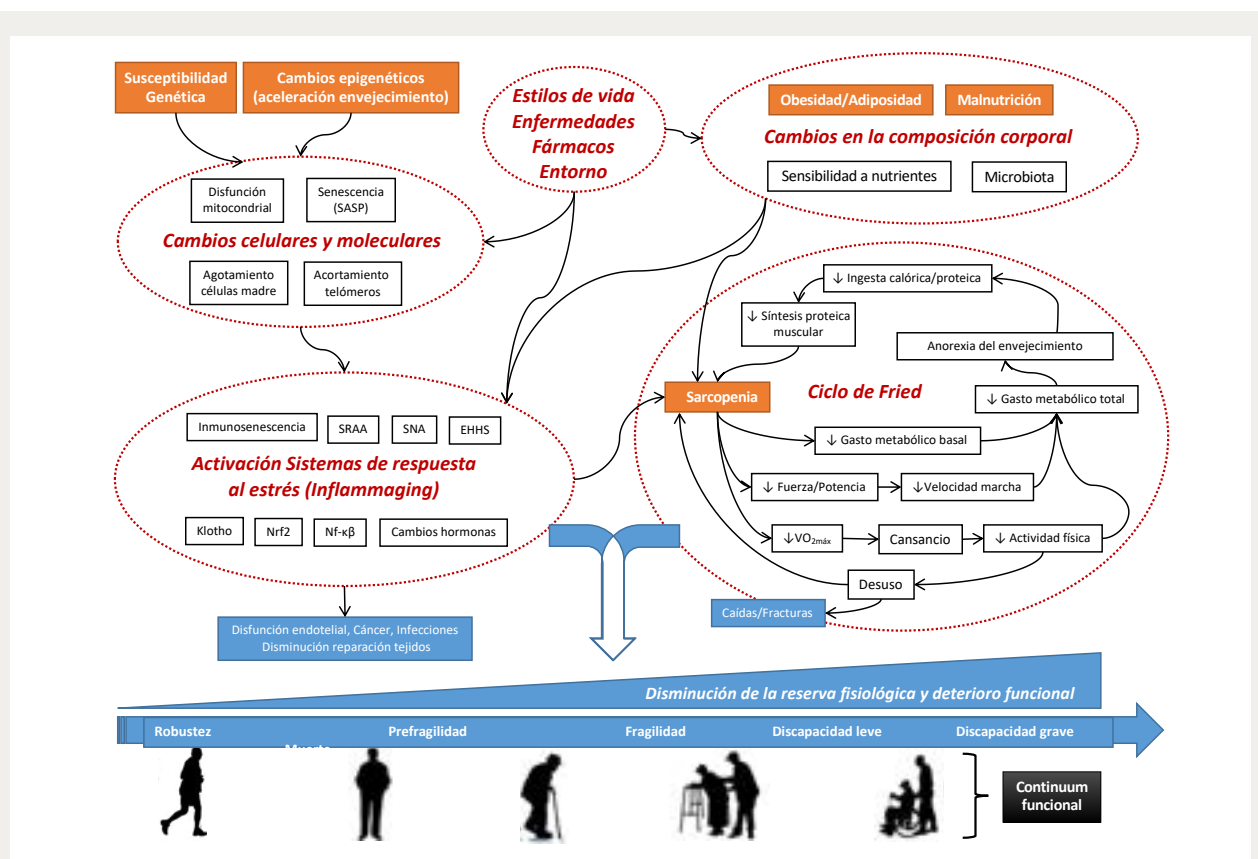 Susceptibilidad
Genética
Cambios epigenéticos
(aceleración envejecimiento)
Estilos de vida
Enfermedades
Fármacos
Entorno
Obesidad/Adiposidad
Malnutrición
Cambios en la composición corporal
Sensibilidad a nutrientes
Microbiota
Disfunción
mitocondrial
Senescencia
(SASP)
Cambios celulares y moleculares
Agotamiento
células madre
Acortamiento
telómeros
↓ Ingesta calórica/proteica
↓ Síntesis proteica
muscular
Anorexia del envejecimiento
Sarcopenia
Ciclo de Fried
↓ Gasto metabólico total
↓ Gasto metabólico basal
↓ Fuerza/Potencia
↓Velocidad marcha
↓VO2máx
Cansancio
↓ Actividad física
Desuso
Caídas/Fracturas
Inmunosenescencia
SRAA
SNA
EHHS
Activación Sistemas de respuesta
al estrés (Inflammaging)
Klotho
Nrf2
Nf-κβ
Cambios hormonas
Disfunción endotelial, Cáncer, Infecciones
Disminución reparación tejidos
Disminución de la reserva fisiológica y deterioro funcional
Robustez Prefragilidad Fragilidad Discapacidad leve Discapacidad grave
Muerte
Continuum
funcional